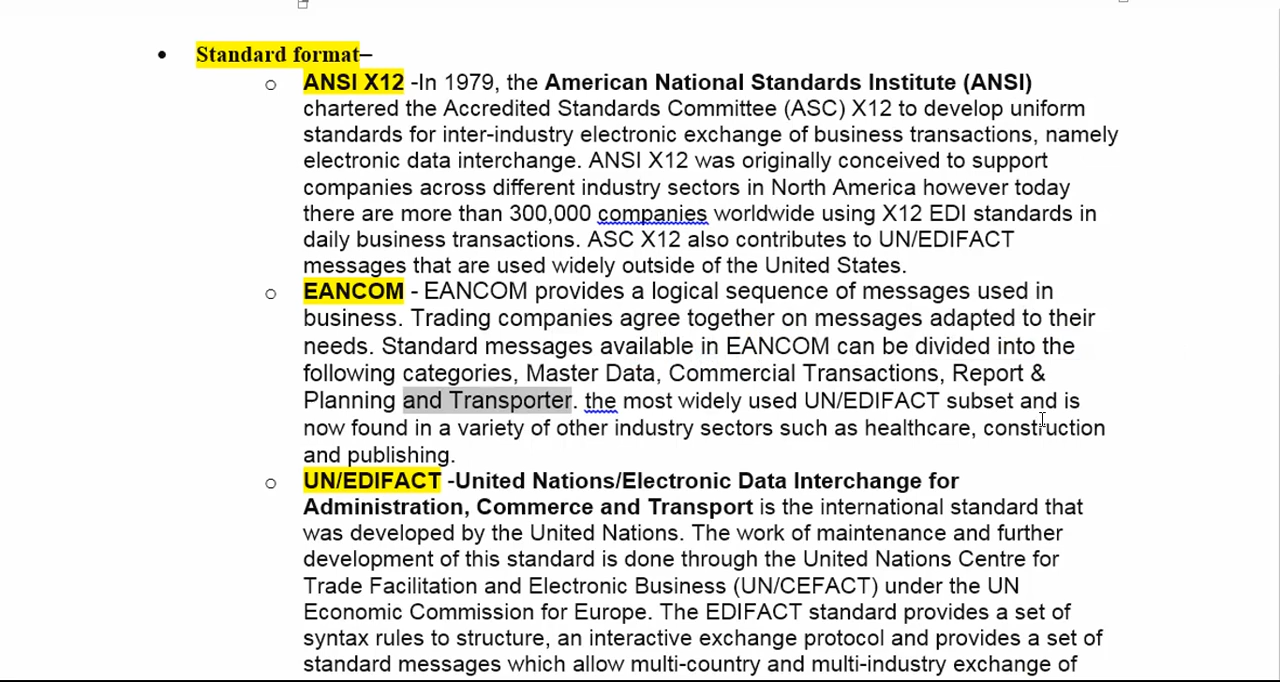 • Standard format–
o ANSI X12 -In 1979, the American National Standards Institute (ANSI)
chartered the Accredited Standards Committee (ASC) X12 to develop uniform
standards for inter-industry electronic exchange of business transactions, namely
electronic data interchange. ANSI X12 was originally conceived to support
companies across different industry sectors in North America however today
there are more than 300,000 companies worldwide using X12 EDI standards in
daily business transactions. ASC X12 also contributes to UN/EDIFACT
messages that are used widely outside of the United States.
o EANCOM - EANCOM provides a logical sequence of messages used in
business. Trading companies agree together on messages adapted to their
needs. Standard messages available in EANCOM can be divided into the
following categories, Master Data, Commercial Transactions, Report &
Planning and Transporter. the most widely used UN/EDIFACT subset and is
now found in a variety of other industry sectors such as healthcare, construction
and publishing.
o UN/EDIFACT -United Nations/Electronic Data Interchange for
Administration, Commerce and Transport is the international standard that
was developed by the United Nations. The work of maintenance and further
development of this standard is done through the United Nations Centre for
Trade Facilitation and Electronic Business (UN/CEFACT) under the UN
Economic Commission for Europe. The EDIFACT standard provides a set of
syntax rules to structure, an interactive exchange protocol and provides a set of
standard messages which allow multi-country and multi-industry exchange of